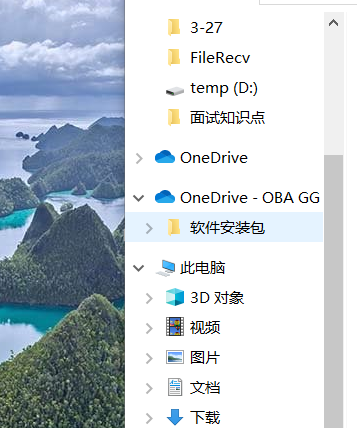 3-27
FileRecv
temp (D:)
面试知识点
OneDrive
OneDrive - OBA GG
软件安装包
此电脑
3D 对象
视频
图片
文档
下载